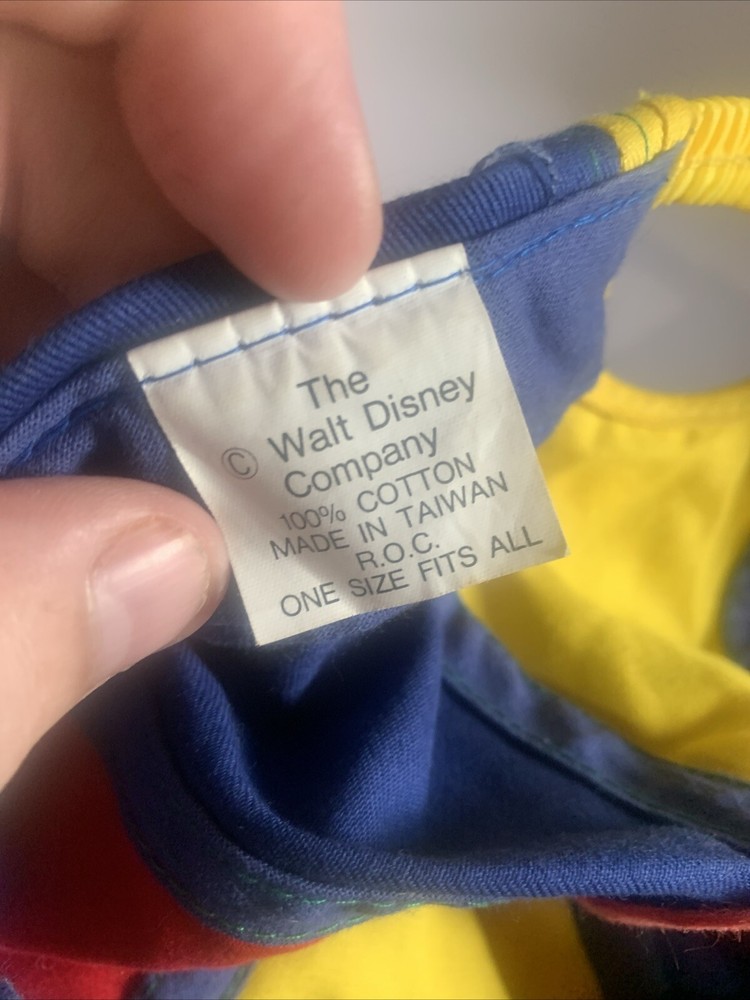 The
© Walt Disney
Company
100% COTTON
MADE IN TAIWAN
R.O.C.
ONE SIZE FITS ALL